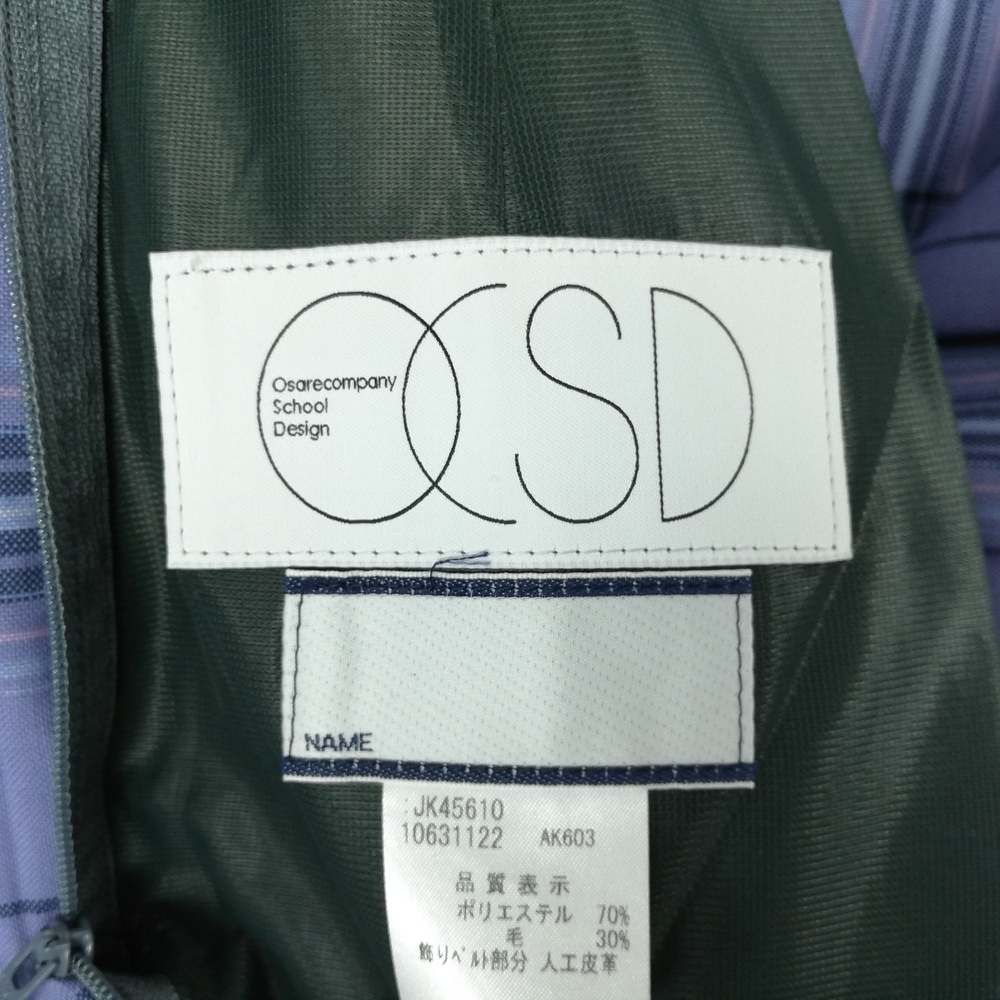 OCSD
Osarecompany
School
Design
NAME
:JK45610
10631122 AK603
品質表示
ポリエステル 70%
毛 30%
飾りベルト部分 人工皮革